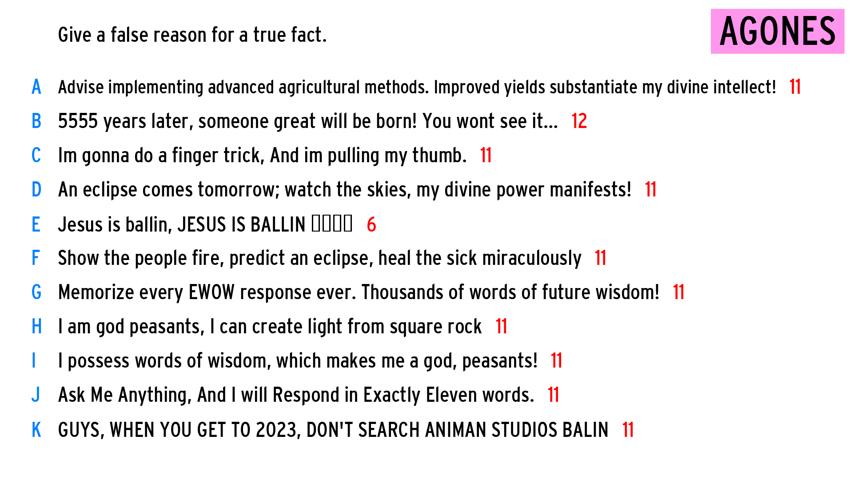 Give a false reason for a true fact.
AGONES
A Advise implementing advanced agricultural methods. Improved yields substantiate my divine intellect! 11
B 5555 years later, someone great will be born! You wont see it... 12
C Im gonna do a finger trick, And im pulling my thumb. 11
D An eclipse comes tomorrow; watch the skies, my divine power manifests! 11
E Jesus is ballin, JESUS IS BALLIN 𖠿𖠿𖠿𖠿 6
F Show the people fire, predict an eclipse, heal the sick miraculously 11
G Memorize every EWOW response ever. Thousands of words of future wisdom! 11
H I am god peasants, I can create light from square rock 11
I I possess words of wisdom, which makes me a god, peasants! 11
J Ask Me Anything, And I will Respond in Exactly Eleven words. 11
K GUYS, WHEN YOU GET TO 2023, DON'T SEARCH ANIMAN STUDIOS BALIN 11